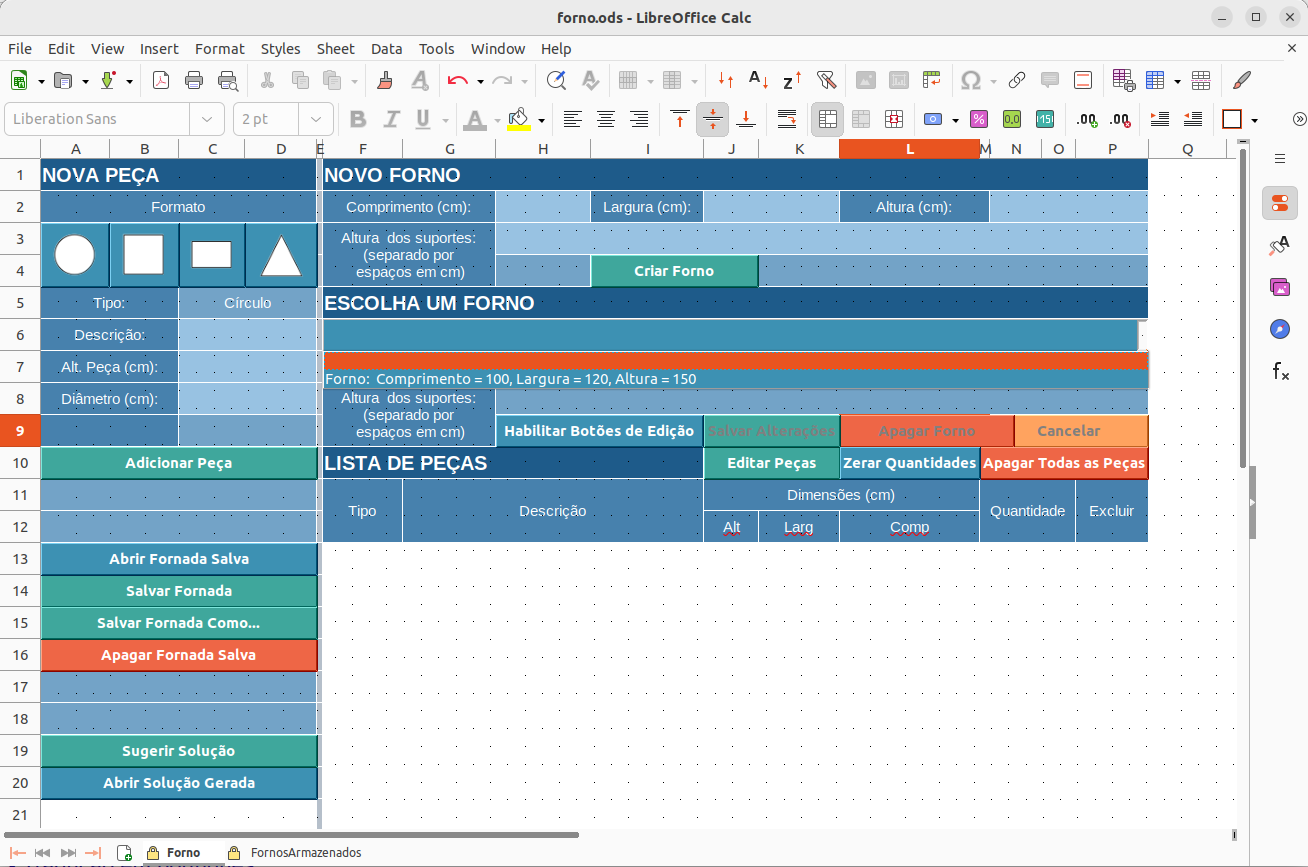 forno.ods - LibreOffice Calc
File Edit View Insert Format Styles Sheet Data Tools Window Help
Liberation Sans 2 pt
A B C D E F G H I J K L M N O P Q
1 NOVA PEÇA NOVO FORNO
2 Formato Comprimento (cm): Largura (cm): Altura (cm):
3 Altura dos suportes:
(separado por
4 espaços em cm) Criar Forno
5 Tipo: Círculo ESCOLHA UM FORNO
6 Descrição:
7 Alt. Peça (cm):
Forno: Comprimento = 100, Largura = 120, Altura = 150
8 Diâmetro (cm): Altura dos suportes:
(separado por
9 espaços em cm) Habilitar Botões de Edição Salvar Alterações Apagar Forno Cancelar
10 Adicionar Peça LISTA DE PEÇAS Editar Peças Zerar Quantidades Apagar Todas as Peças
11 Tipo Descrição Dimensões (cm) Quantidade Excluir
12 Alt Larg Comp
13 Abrir Fornada Salva
14 Salvar Fornada
15 Salvar Fornada Como...
16 Apagar Fornada Salva
17
18
19 Sugerir Solução
20 Abrir Solução Gerada
21
Forno FornosArmazenados